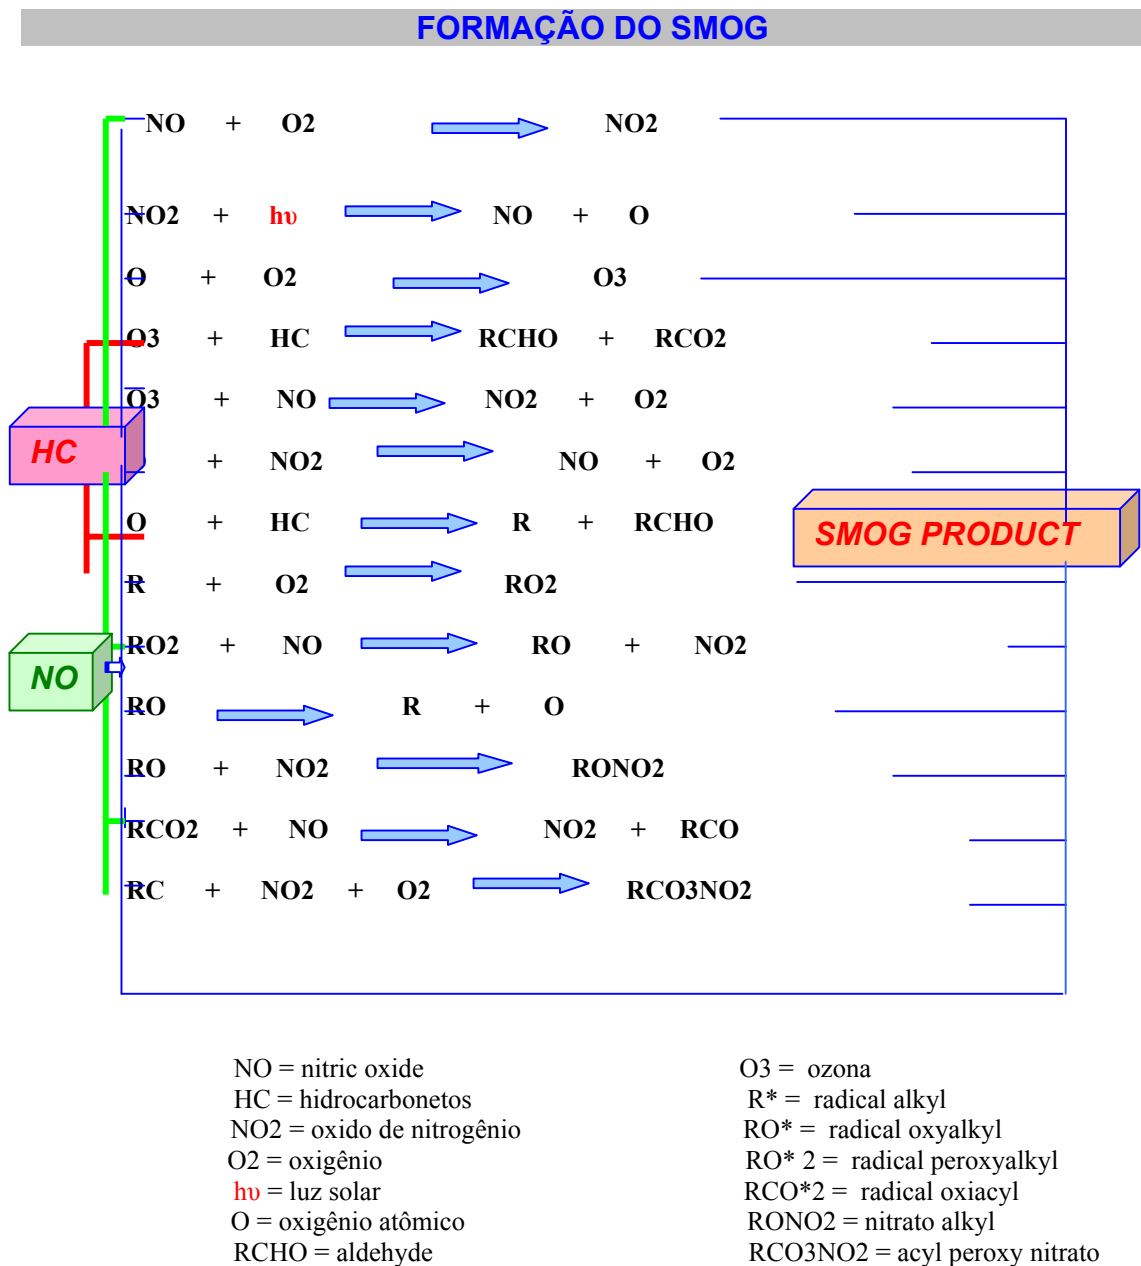 FORMAÇÃO DO SMOG
NO + O2 NO2
NO2 + hυ NO + O
O + O2 O3
O3 + HC RCHO + RCO2
O3 + NO NO2 + O2
HC
+ NO2 NO + O2
O + HC R + RCHO
SMOG PRODUCT
R + O2 RO2
RO2 + NO RO + NO2
NO
RO R + O
RO + NO2 RONO2
RCO2 + NO NO2 + RCO
RC + NO2 + O2 RCO3NO2
NO = nitric oxide
HC = hidrocarbonetos
NO2 = oxido de nitrogênio
O2 = oxigênio
hυ = luz solar
O = oxigênio atômico
RCHO = aldehyde
O3 = ozona
R* = radical alkyl
RO* = radical oxyalkyl
RO* 2 = radical peroxyalkyl
RCO*2 = radical oxiacyl
RONO2 = nitrato alkyl
RCO3NO2 = acyl peroxy nitrato